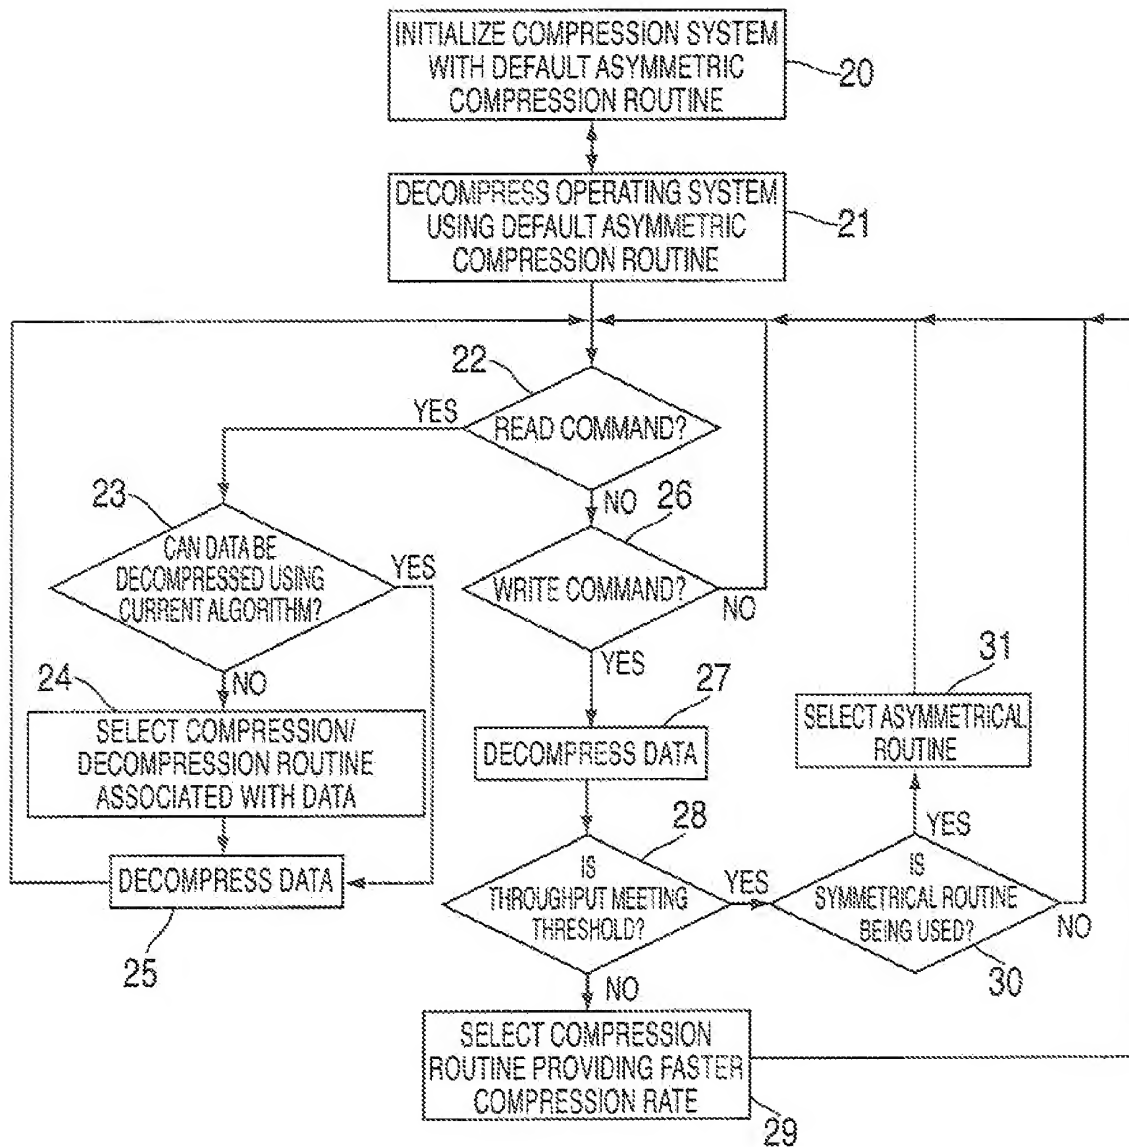 INITIALIZE COMPRESSION SYSTEM
WITH DEFAULT ASYMMETRIC
COMPRESSION ROUTINE
20
DECOMPRESS OPERATING SYSTEM
USING DEFAULT ASYMMETRIC
COMPRESSION ROUTINE
21
22
YES
READ COMMAND?
NO
23
CAN DATA BE
DECOMPRESSED USING
CURRENT ALGORITHM?
YES
NO
26
WRITE COMMAND?
NO
YES
24
SELECT COMPRESSION/
DECOMPRESSION ROUTINE
ASSOCIATED WITH DATA
DECOMPRESS DATA
25
27
DECOMPRESS DATA
31
SELECT ASYMMETRICAL
ROUTINE
YES
28
IS
THROUGHPUT MEETING
THRESHOLD?
YES
NO
IS
SYMMETRICAL ROUTINE
BEING USED?
NO
30
SELECT COMPRESSION
ROUTINE PROVIDING FASTER
COMPRESSION RATE
29